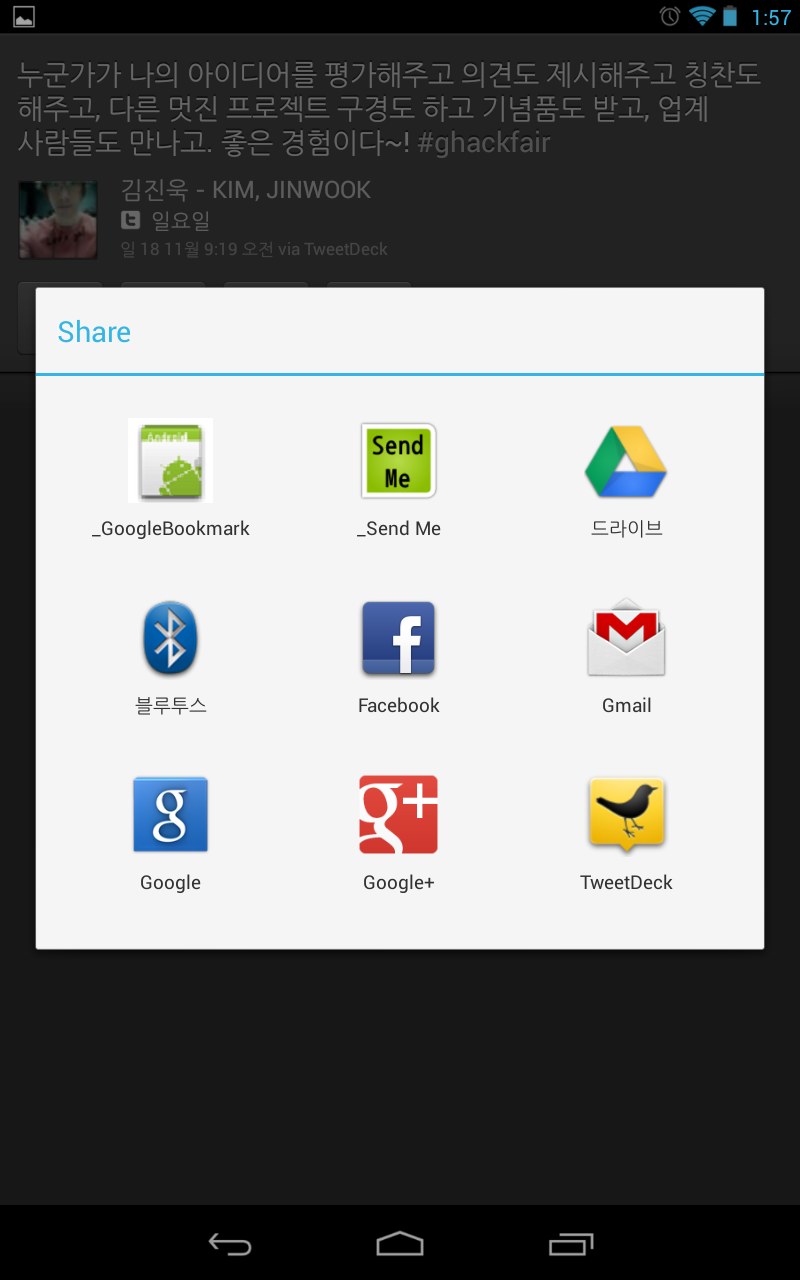 1:57
누군가가 나의 아이디어를 평가해주고 의견도 제시해주고 칭찬도
해주고, 다른 멋진 프로젝트 구경도 하고 기념품도 받고, 업계
사람들도 만나고. 좋은 경험이다~! #ghackfair
김진욱 - KIM, JINWOOK
일요일
일 18 11월 9:19 오전 via TweetDeck
Share
Android
Send
Me
_GoogleBookmark
_Send Me
드라이브
블루투스
Facebook
Gmail
Google
Google+
TweetDeck